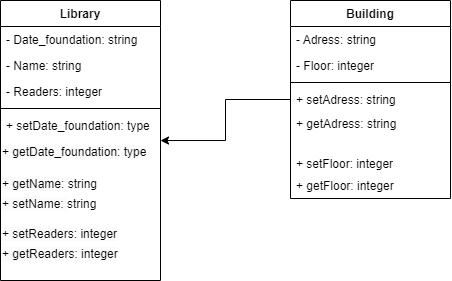 Library
- Date_foundation: string
- Name: string
- Readers: integer
+ setDate_foundation: type
+ getDate_foundation: type
+ getName: string
+ setName: string
+ setReaders: integer
+ getReaders: integer
Building
- Adress: string
- Floor: integer
+ setAdress: string
+ getAdress: string
+ setFloor: integer
+ getFloor: integer